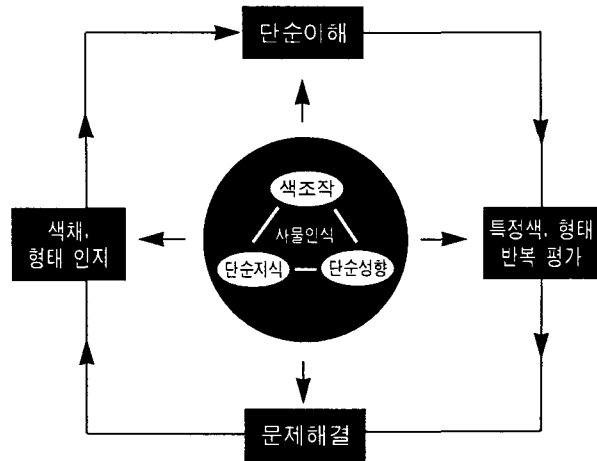 단순이해
색조작
사물인식
단순지식
단순성향
색채,
형태 인지
특정색, 형태
반복 평가
문제해결